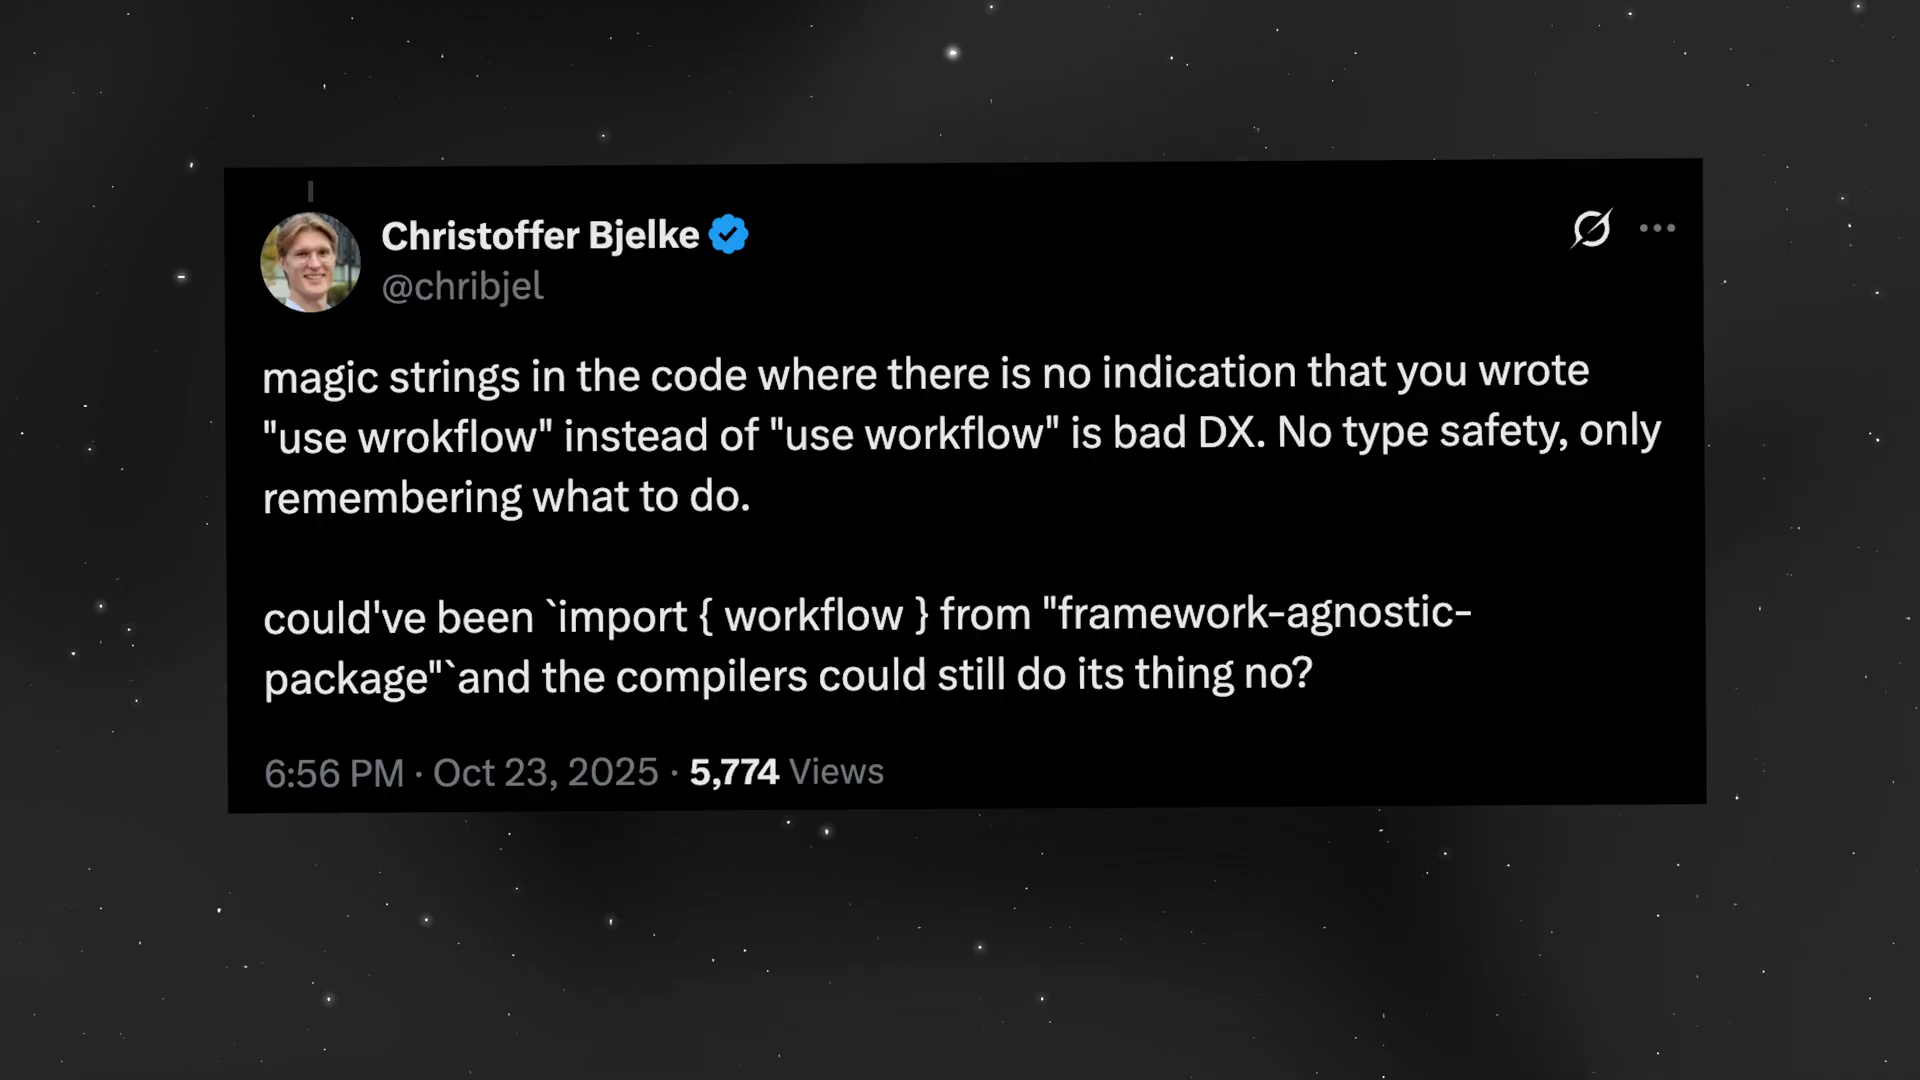 Christoffer Bjelke
@chribjel
magic strings in the code where there is no indication that you wrote
"use wrokflow" instead of "use workflow" is bad DX. No type safety, only
remembering what to do.
could've been `import { workflow } from "framework-agnostic-
package"`and the compilers could still do its thing no?
6:56 PM · Oct 23, 2025 · 5,774 Views